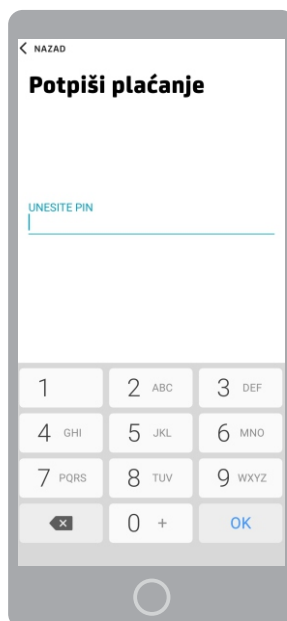 NAZAD
Potpiši plaćanje
UNESITE PIN
1 2 ABC 3 DEF
4 GHI 5 JKL 6 MNO
7 PQRS 8 TUV 9 WXYZ
0 + OK